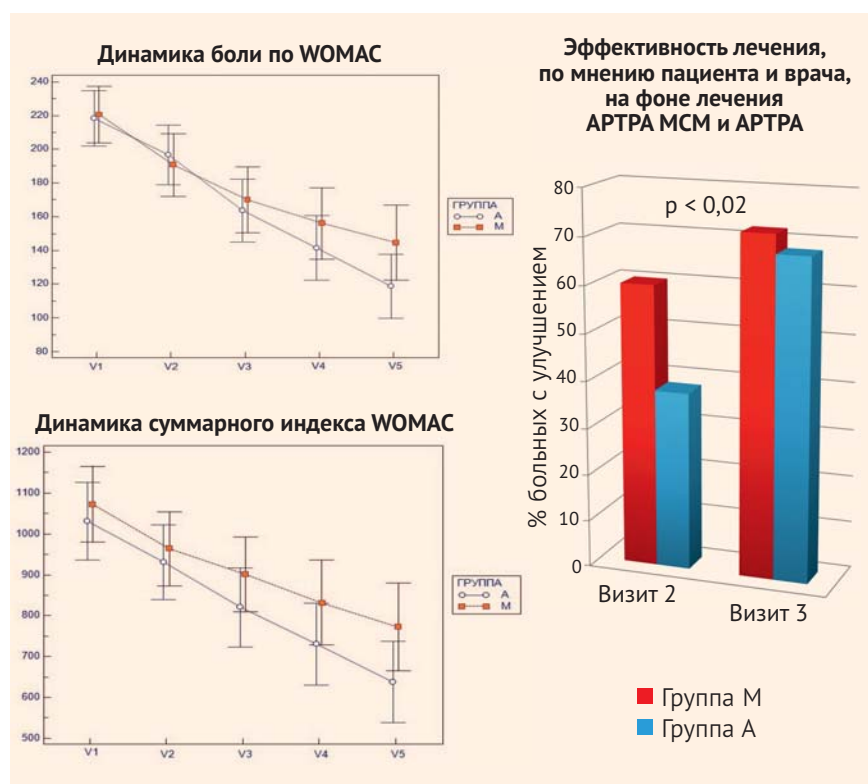 Динамика боли по WOMAC
240
220
200
180
160
140
120
100
80
V1 V2 V3 V4 V5
ГРУППА
А
М
Динамика суммарного индекса WOMAC
1200
1100
1000
900
800
700
600
500
V1 V2 V3 V4 V5
ГРУППА
А
М
Эффективность лечения,
по мнению пациента и врача,
на фоне лечения
АРТРА МСМ и АРТРА
% больных с улучшением
80
70
60
50
40
30
20
10
0
p < 0,02
Визит 2
Визит 3
Группа М
Группа А